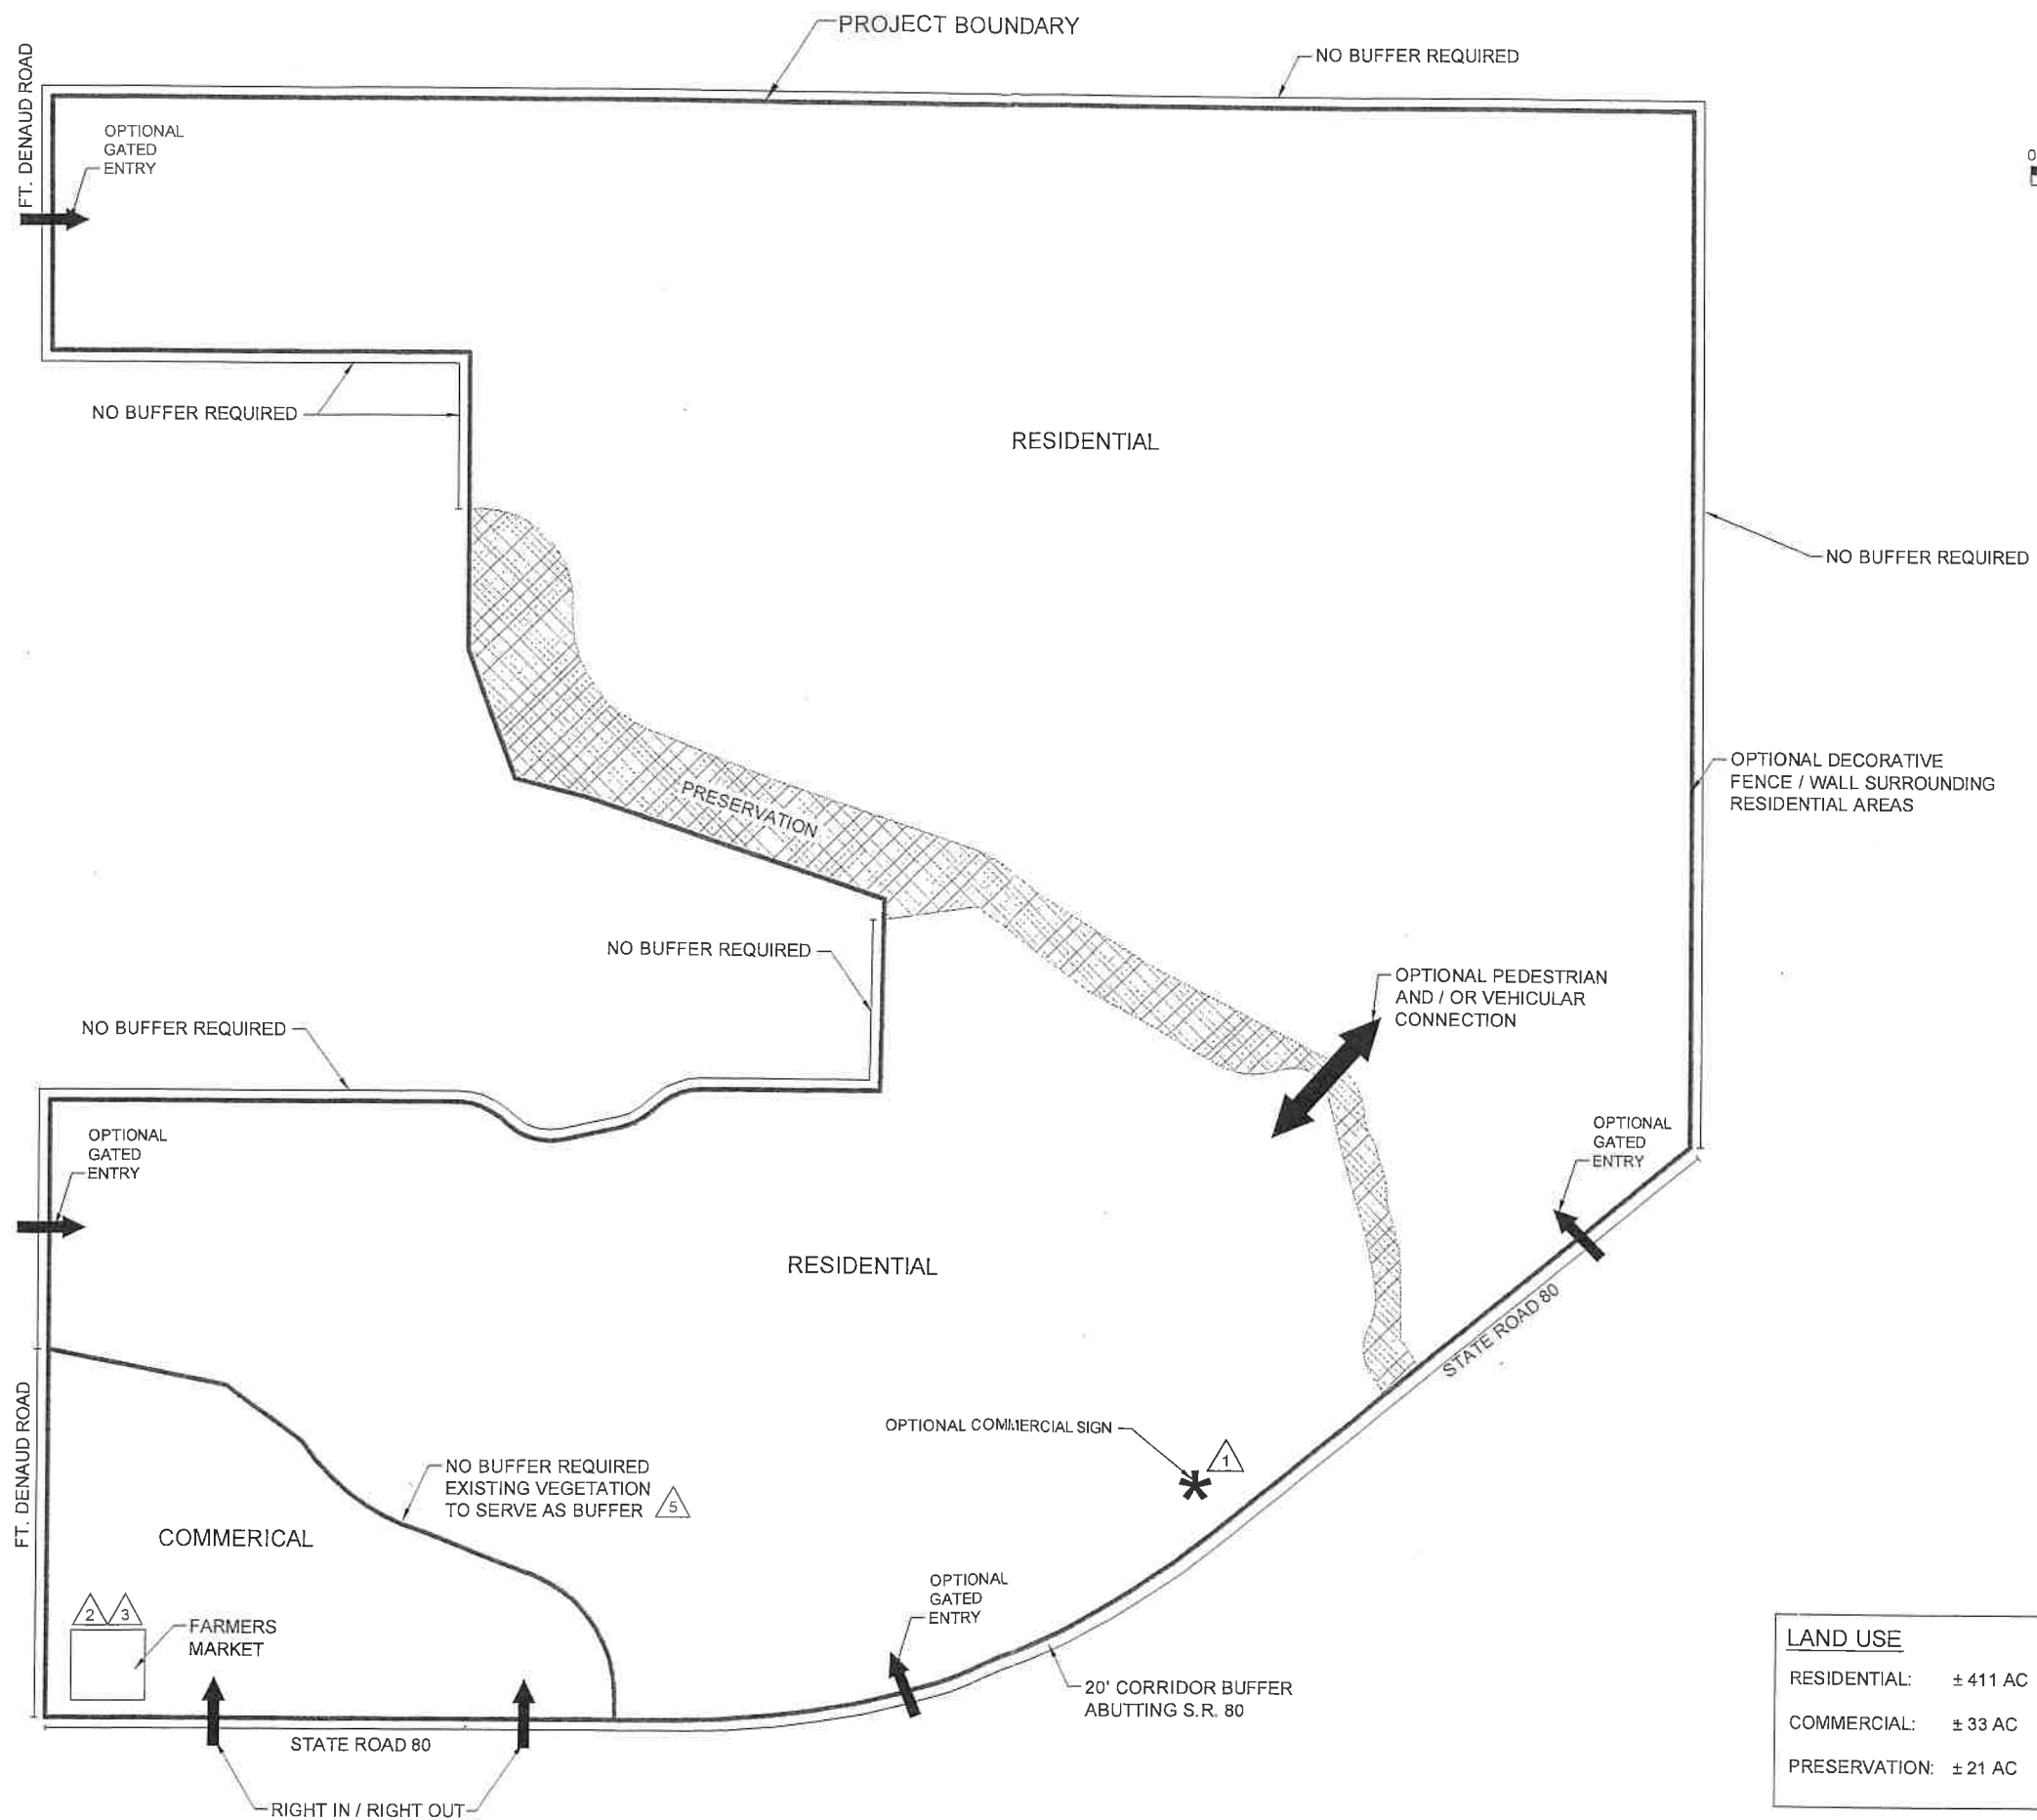 PROJECT BOUNDARY
NO BUFFER REQUIRED
FT. DENAUD ROAD
OPTIONAL
GATED
ENTRY
0
NO BUFFER REQUIRED
RESIDENTIAL
NO BUFFER REQUIRED
OPTIONAL DECORATIVE
FENCE / WALL SURROUNDING
RESIDENTIAL AREAS
PRESERVATION
NO BUFFER REQUIRED
OPTIONAL PEDESTRIAN
AND / OR VEHICULAR
CONNECTION
NO BUFFER REQUIRED
OPTIONAL
GATED
ENTRY
OPTIONAL
GATED
ENTRY
RESIDENTIAL
STATE ROAD 80
FT. DENAUD ROAD
OPTIONAL COMMERCIAL SIGN
1
NO BUFFER REQUIRED
EXISTING VEGETATION
TO SERVE AS BUFFER 5
COMMERICAL
2 3
FARMERS
MARKET
OPTIONAL
GATED
ENTRY
20' CORRIDOR BUFFER
ABUTTING S.R. 80
STATE ROAD 80
RIGHT IN / RIGHT OUT
LAND USE
RESIDENTIAL: ± 411 AC
COMMERCIAL: ± 33 AC
PRESERVATION: ± 21 AC